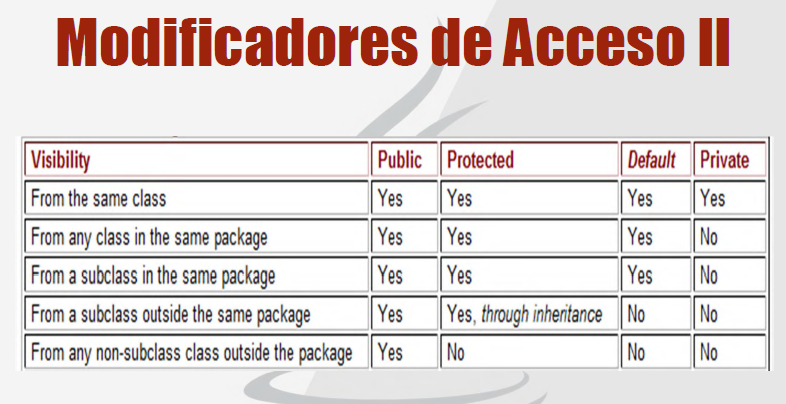 Modificadores de Acceso II
Visibility Public Protected Default Private
From the same class Yes Yes Yes Yes
From any class in the same package Yes Yes Yes No
From a subclass in the same package Yes Yes Yes No
From a subclass outside the same package Yes Yes, through inheritance No No
From any non-subclass class outside the package Yes No No No